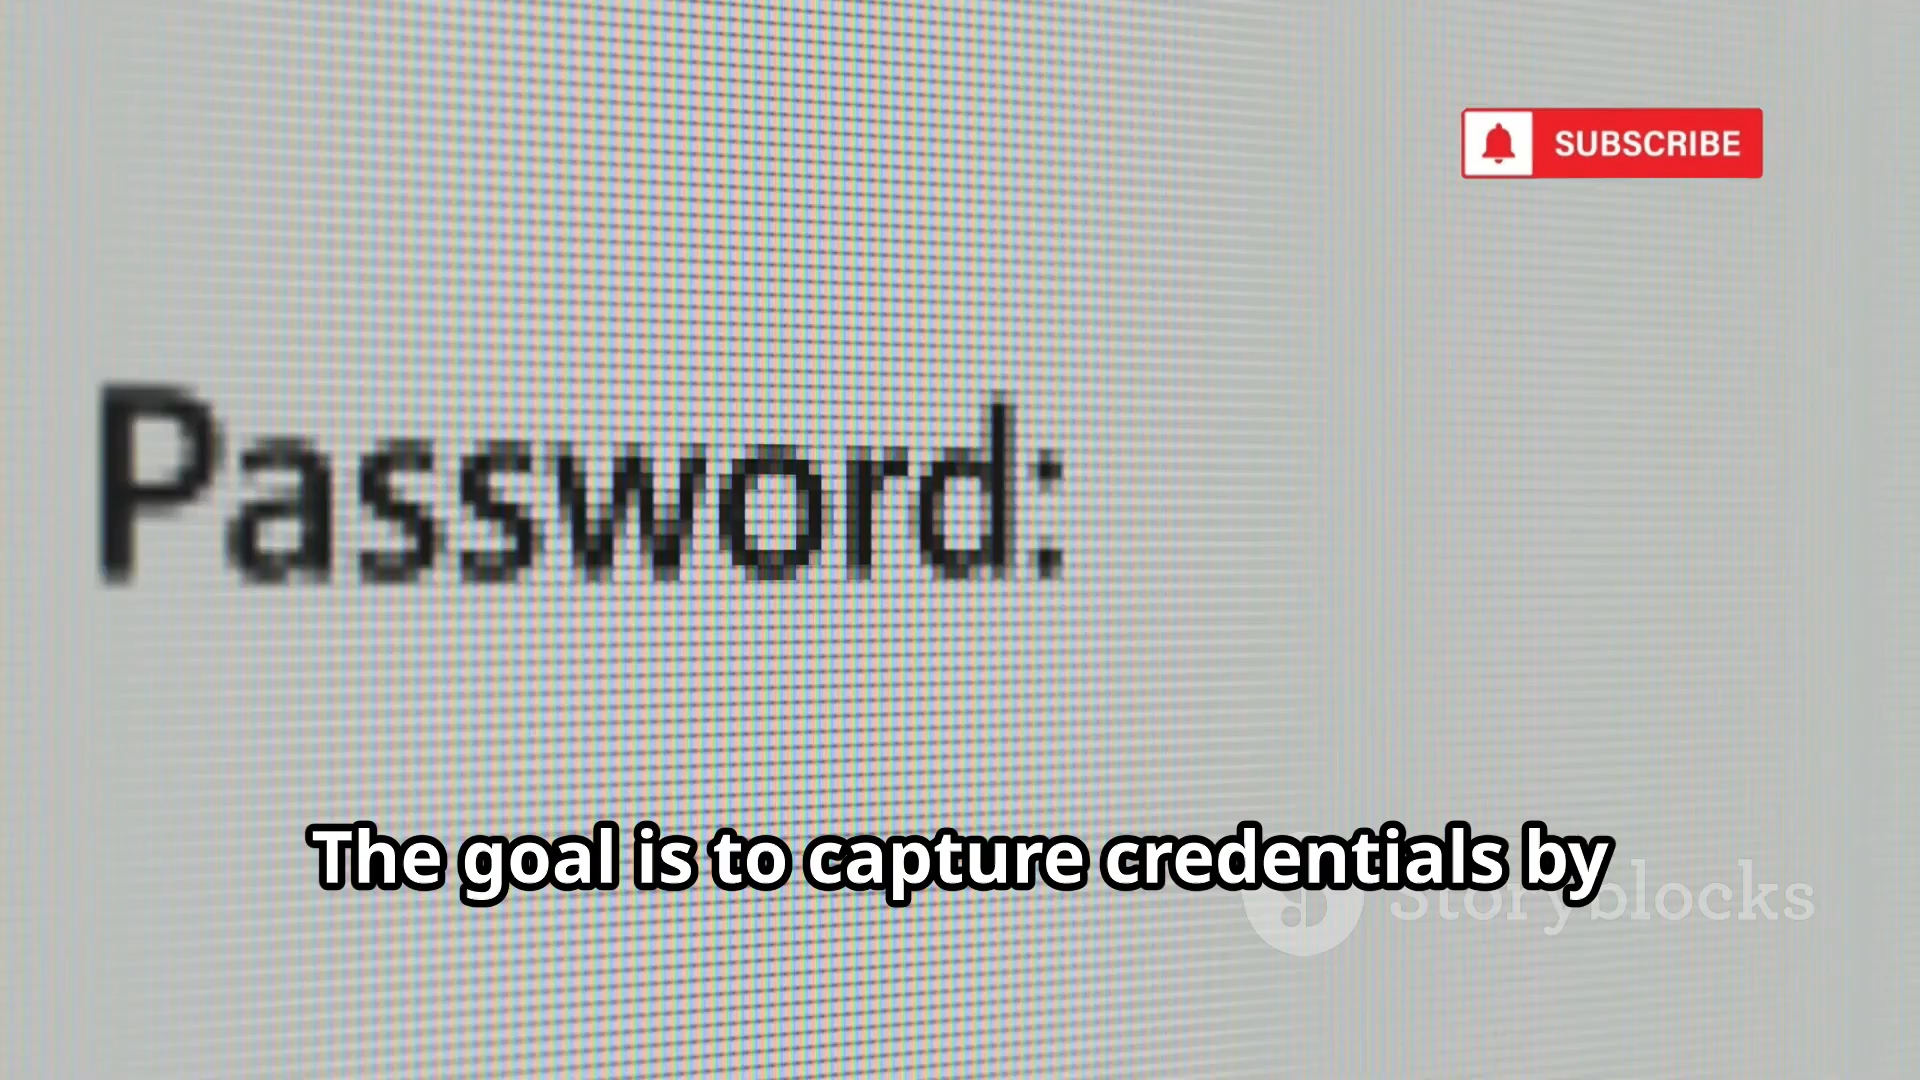 SUBSCRIBE
Password:
The goal is to capture credentials by
Storyblocks